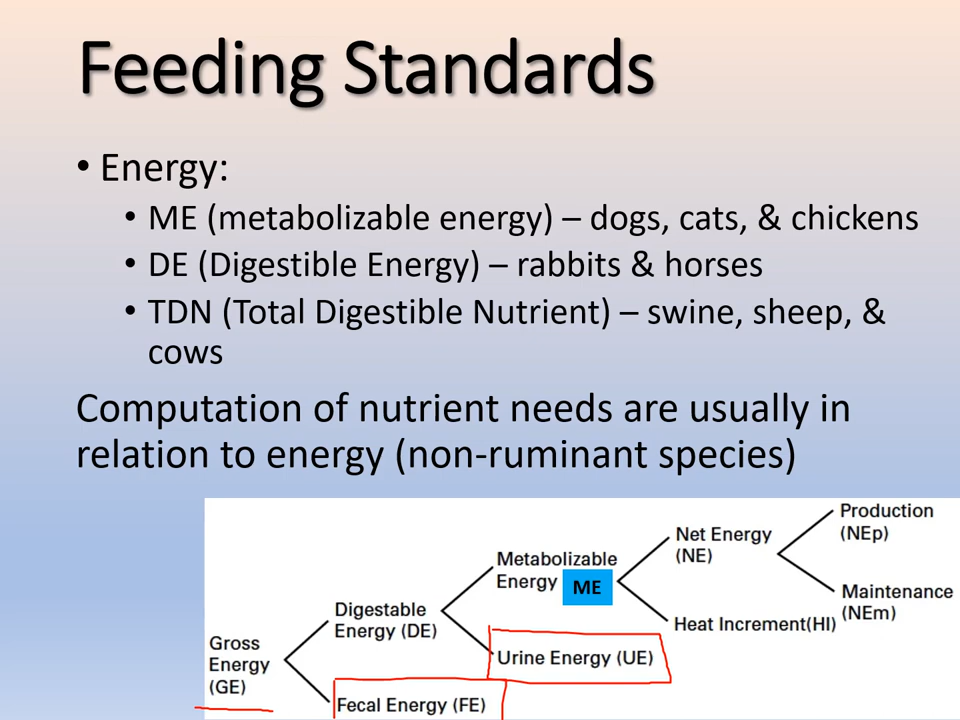 Feeding Standards
• Energy:
• ME (metabolizable energy) – dogs, cats, & chickens
• DE (Digestible Energy) – rabbits & horses
• TDN (Total Digestible Nutrient) – swine, sheep, &
cows
Computation of nutrient needs are usually in
relation to energy (non-ruminant species)
Gross
Energy
(GE)
Digestable
Energy (DE)
Fecal Energy (FE)
Metabolizable
Energy ME
Urine Energy (UE)
Net Energy
(NE)
Heat Increment(HI)
Production
(NEp)
Maintenance
(NEm)